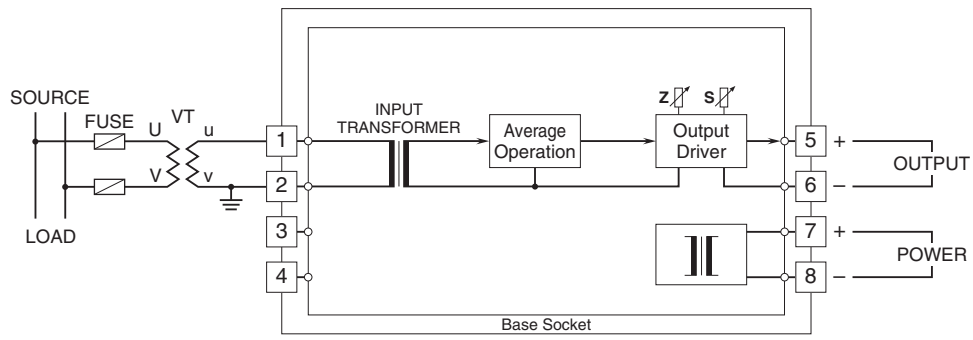 SOURCE
FUSE
VT
U
u
V
v
LOAD
1
2
3
4
INPUT
TRANSFORMER
Average
Operation
Z
S
Output
Driver
5
+
6
–
OUTPUT
7
+
8
–
POWER
Base Socket